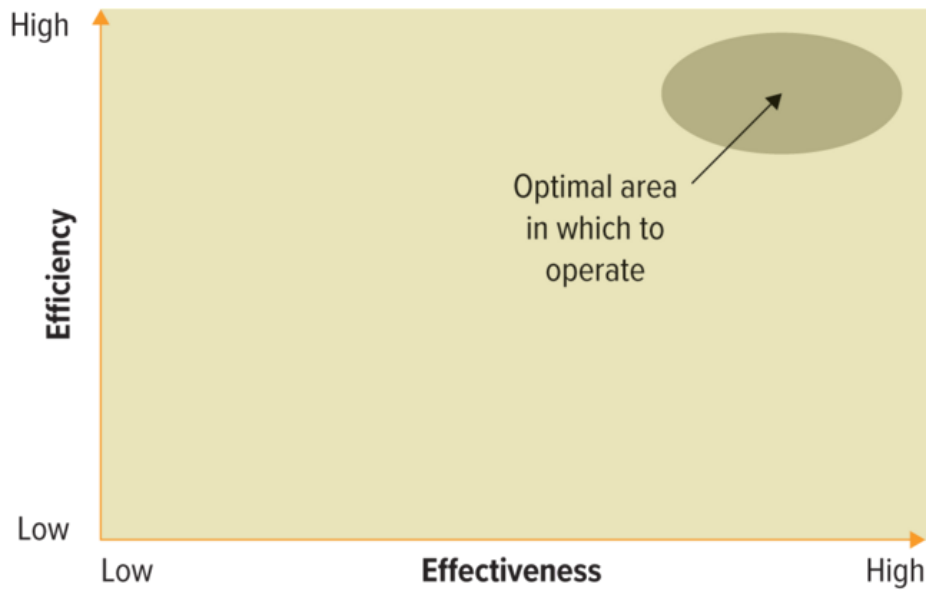 High
Optimal area
in which to
operate
Efficiency
Low
Low
Effectiveness
High